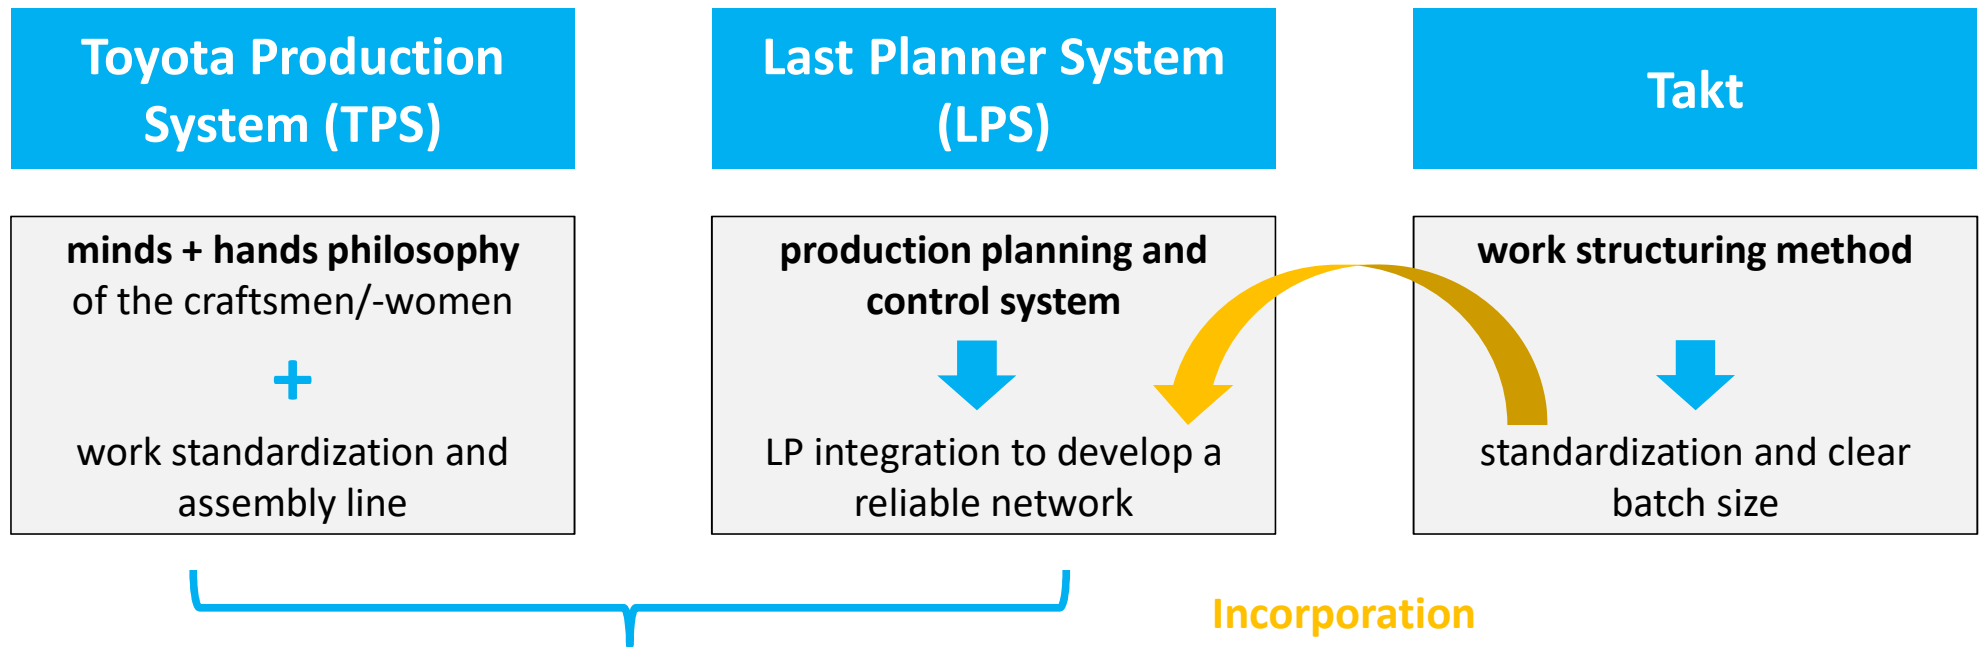 Toyota Production
System (TPS)
minds + hands philosophy
of the craftsmen/-women
+
work standardization and
assembly line
Last Planner System
(LPS)
production planning and
control system
LP integration to develop a
reliable network
Takt
work structuring method
standardization and clear
batch size
Incorporation